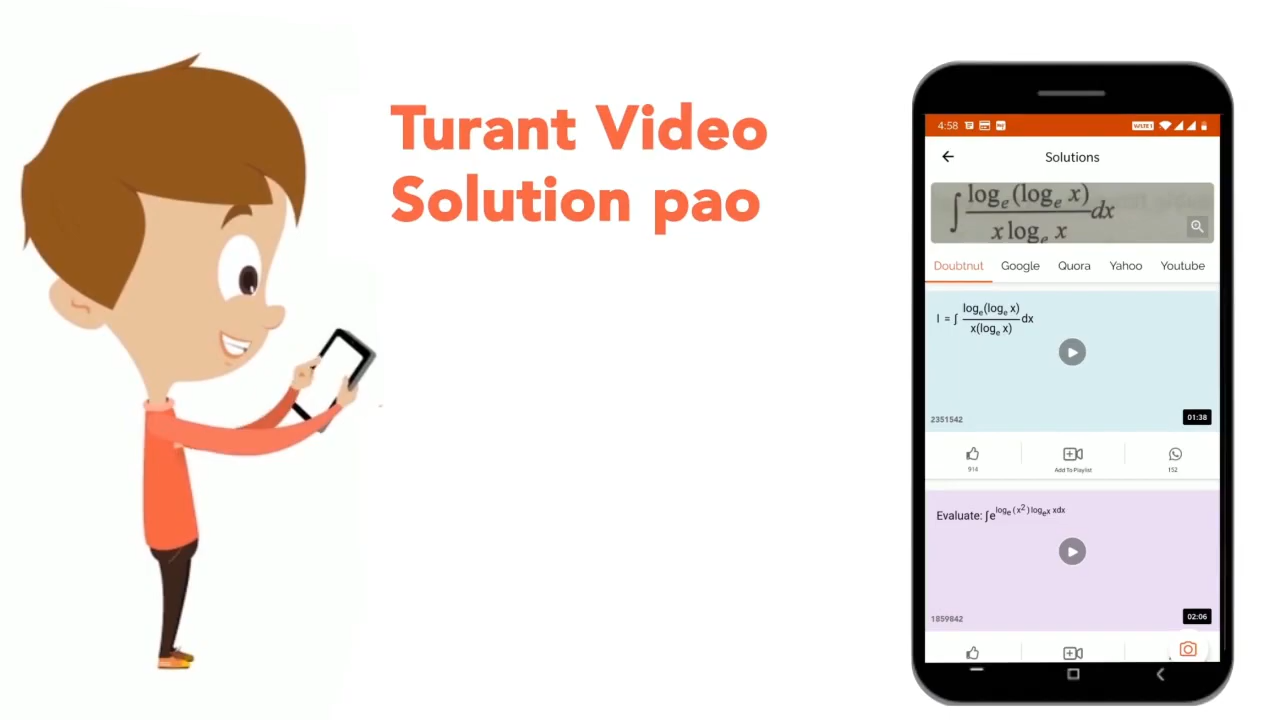 Turant Video
Solution pao
4:58
Solutions
∫ logₑ(logₑ x) / x logₑ x dx
Doubtnut Google Quora Yahoo Youtube
I = ∫ logₑ(logₑ x) / x(logₑ x) dx
2351542 01:38
914 Add To Playlist 152
Evaluate: ∫e^logₑ(x²)logₑx xdx
1859842 02:06